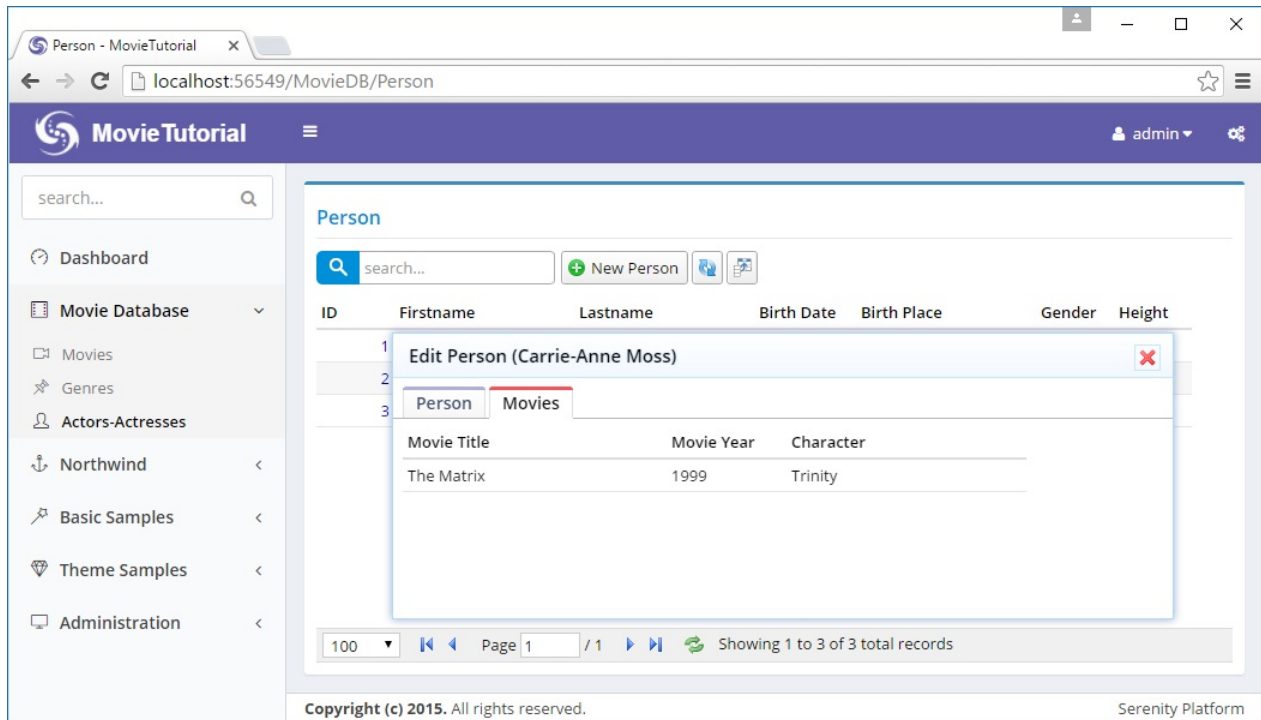 Person - MovieTutorial
localhost:56549/MovieDB/Person
MovieTutorial
admin
search...
Dashboard
Movie Database
Movies
Genres
Actors-Actresses
Northwind
Basic Samples
Theme Samples
Administration
Person
search...
New Person
ID Firstname Lastname Birth Date Birth Place Gender Height
1
2
3
Edit Person (Carrie-Anne Moss)
Person Movies
Movie Title Movie Year Character
The Matrix 1999 Trinity
100 Page 1 / 1 Showing 1 to 3 of 3 total records
Copyright (c) 2015. All rights reserved. Serenity Platform